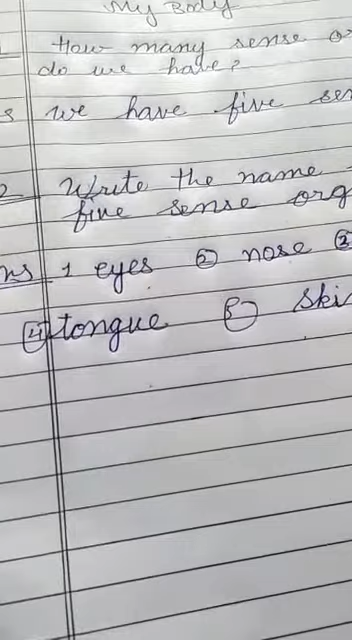 My Body
How many sense
do we have?
we have five
2 Write the name
five sense
1 eyes ② nose
④ tongue ⑤